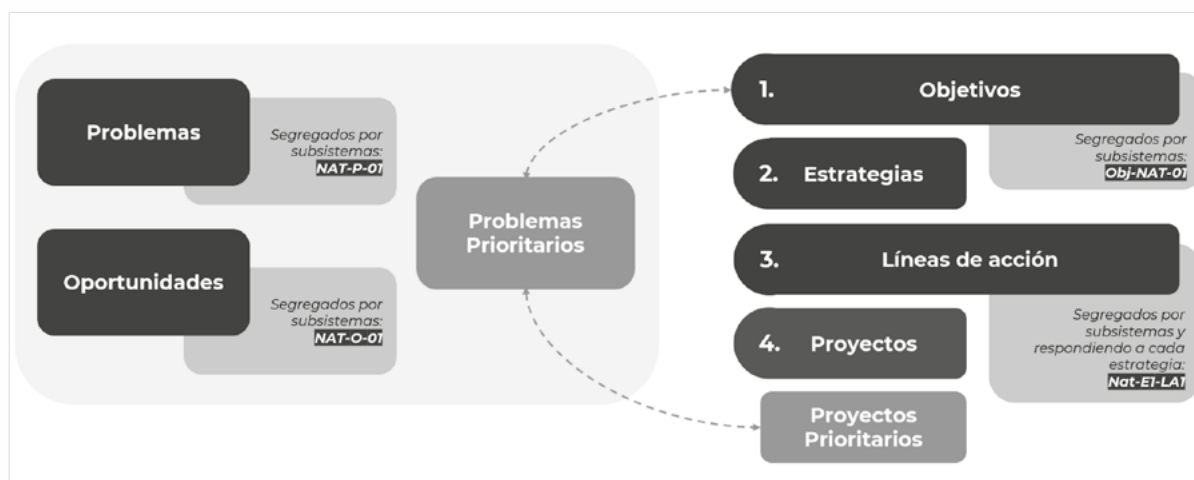 Problemas
Segregados por
subsistemas:
NAT-P-01
Oportunidades
Segregados por
subsistemas:
NAT-O-01
Problemas
Prioritarios
1. Objetivos
Segregados por
subsistemas:
Obj-NAT-01
2. Estrategias
3. Líneas de acción
Segregados por
subsistemas y
respondiendo a cada
estrategia:
Nat-E1-LA1
4. Proyectos
Proyectos
Prioritarios